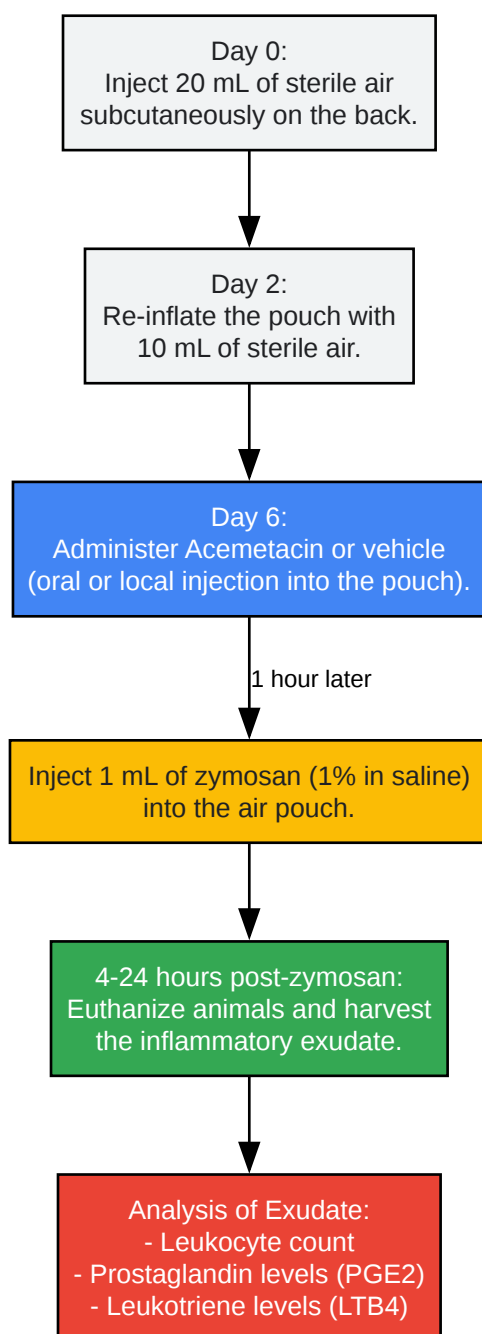 Day 0:
Inject 20 mL of sterile air
subcutaneously on the back.
Day 2:
Re-inflate the pouch with
10 mL of sterile air.
Day 6:
Administer Acemetacin or vehicle
(oral or local injection into the pouch).
1 hour later
Inject 1 mL of zymosan (1% in saline)
into the air pouch.
4-24 hours post-zymosan:
Euthanize animals and harvest
the inflammatory exudate.
Analysis of Exudate:
- Leukocyte count
- Prostaglandin levels (PGE2)
- Leukotriene levels (LTB4)